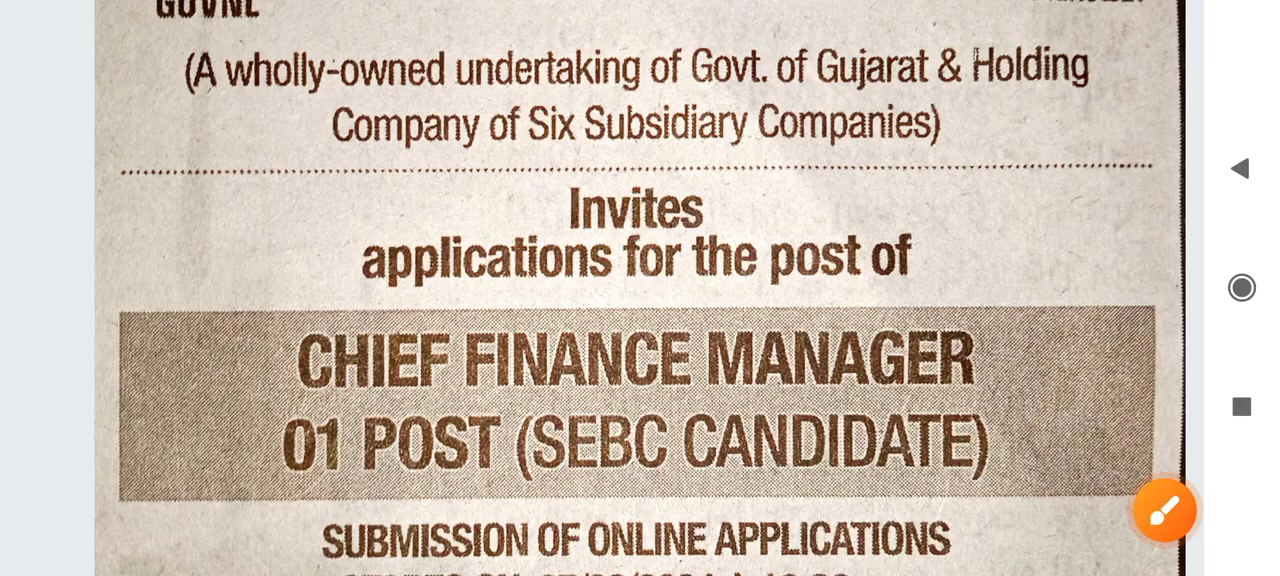 (A wholly-owned undertaking of Govt. of Gujarat & Holding
Company of Six Subsidiary Companies)
Invites
applications for the post of
CHIEF FINANCE MANAGER
01 POST (SEBC CANDIDATE)
SUBMISSION OF ONLINE APPLICATIONS